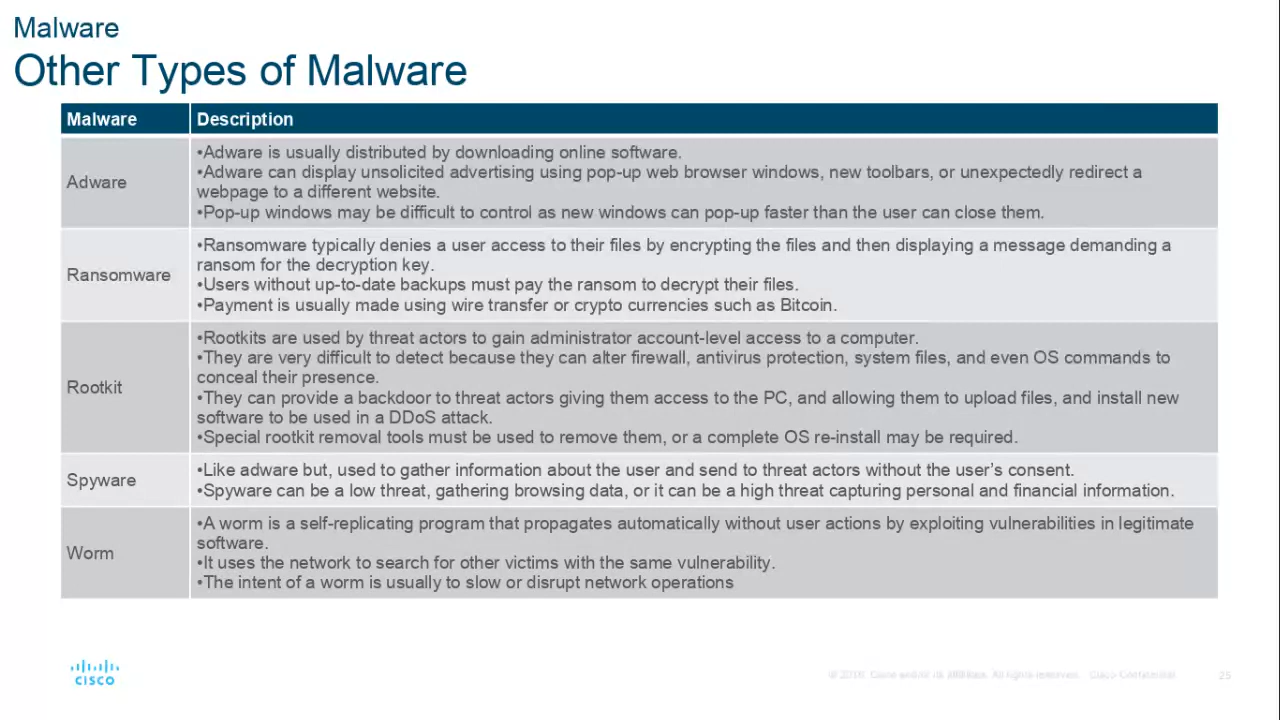 Malware
Other Types of Malware
Malware Description
Adware
•Adware is usually distributed by downloading online software.
•Adware can display unsolicited advertising using pop-up web browser windows, new toolbars, or unexpectedly redirect a
webpage to a different website.
•Pop-up windows may be difficult to control as new windows can pop-up faster than the user can close them.
Ransomware
•Ransomware typically denies a user access to their files by encrypting the files and then displaying a message demanding a
ransom for the decryption key.
•Users without up-to-date backups must pay the ransom to decrypt their files.
•Payment is usually made using wire transfer or crypto currencies such as Bitcoin.
Rootkit
•Rootkits are used by threat actors to gain administrator account-level access to a computer.
•They are very difficult to detect because they can alter firewall, antivirus protection, system files, and even OS commands to
conceal their presence.
•They can provide a backdoor to threat actors giving them access to the PC, and allowing them to upload files, and install new
software to be used in a DDoS attack.
•Special rootkit removal tools must be used to remove them, or a complete OS re-install may be required.
Spyware
•Like adware but, used to gather information about the user and send to threat actors without the user’s consent.
•Spyware can be a low threat, gathering browsing data, or it can be a high threat capturing personal and financial information.
Worm
•A worm is a self-replicating program that propagates automatically without user actions by exploiting vulnerabilities in legitimate
software.
•It uses the network to search for other victims with the same vulnerability.
•The intent of a worm is usually to slow or disrupt network operations
CISCO
© 2016 Cisco and/or its affiliates. All rights reserved. Cisco Confidential
25